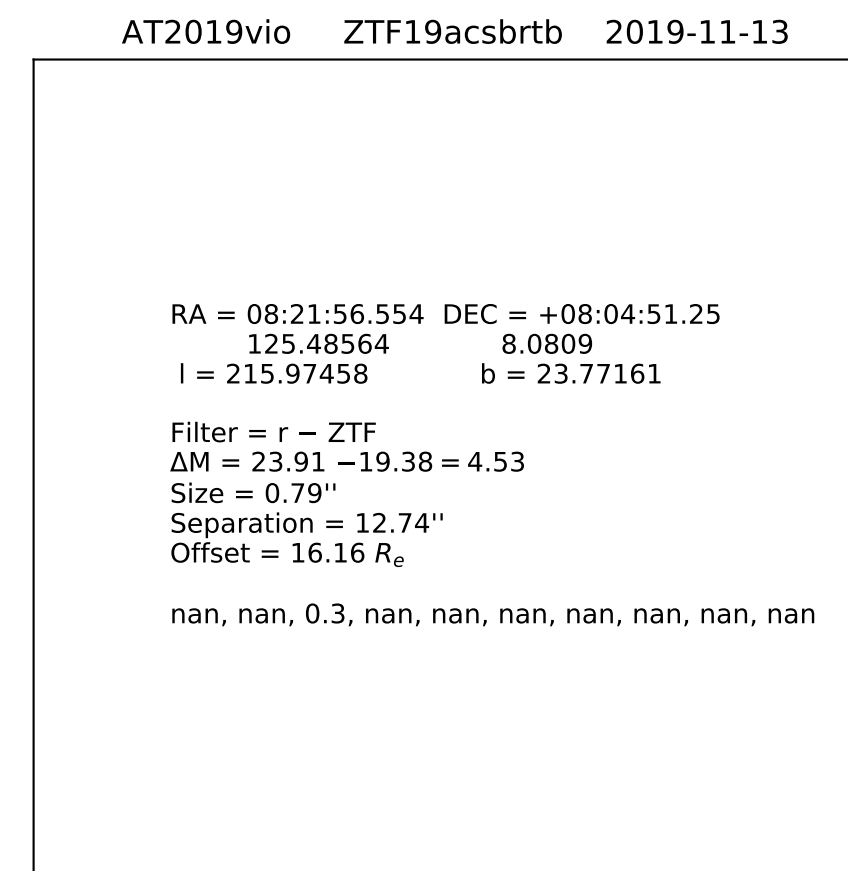 AT2019vio ZTF19acsbrtb 2019-11-13
RA = 08:21:56.554 DEC = +08:04:51.25
125.48564 8.0809
l = 215.97458 b = 23.77161
Filter = r − ZTF
ΔM = 23.91 −19.38 = 4.53
Size = 0.79''
Separation = 12.74''
Offset = 16.16 Rₑ
nan, nan, 0.3, nan, nan, nan, nan, nan, nan, nan